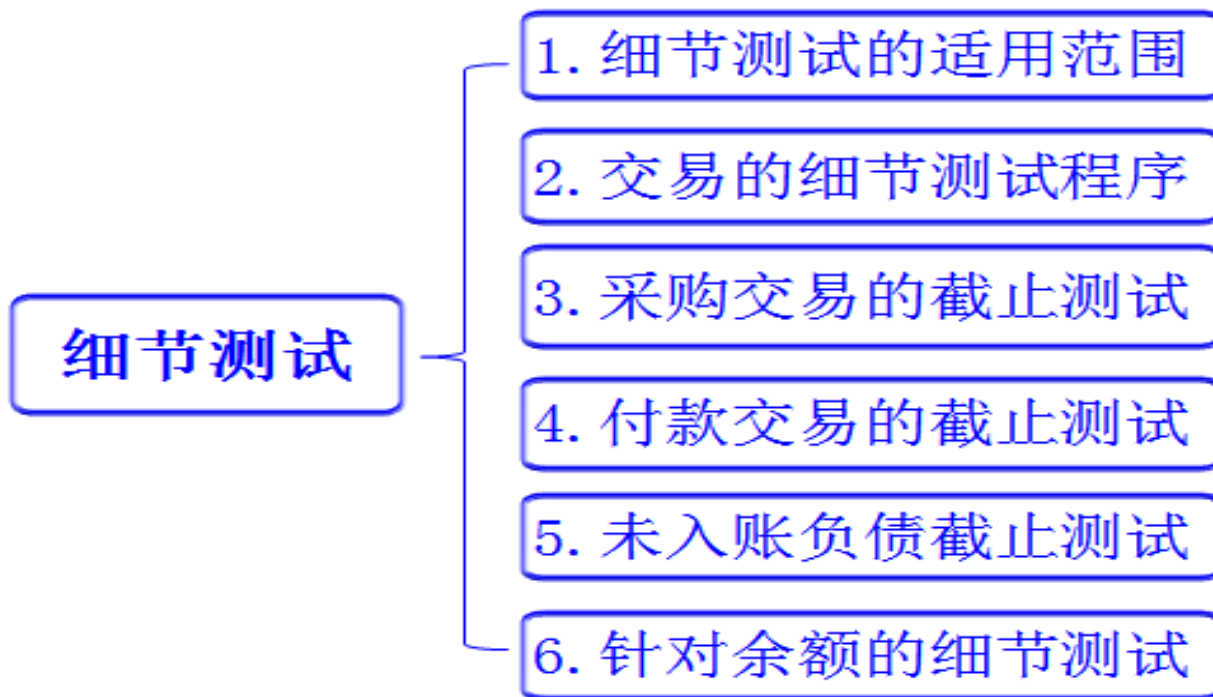 细节测试
1. 细节测试的适用范围
2. 交易的细节测试程序
3. 采购交易的截止测试
4. 付款交易的截止测试
5. 未入账负债截止测试
6. 针对余额的细节测试